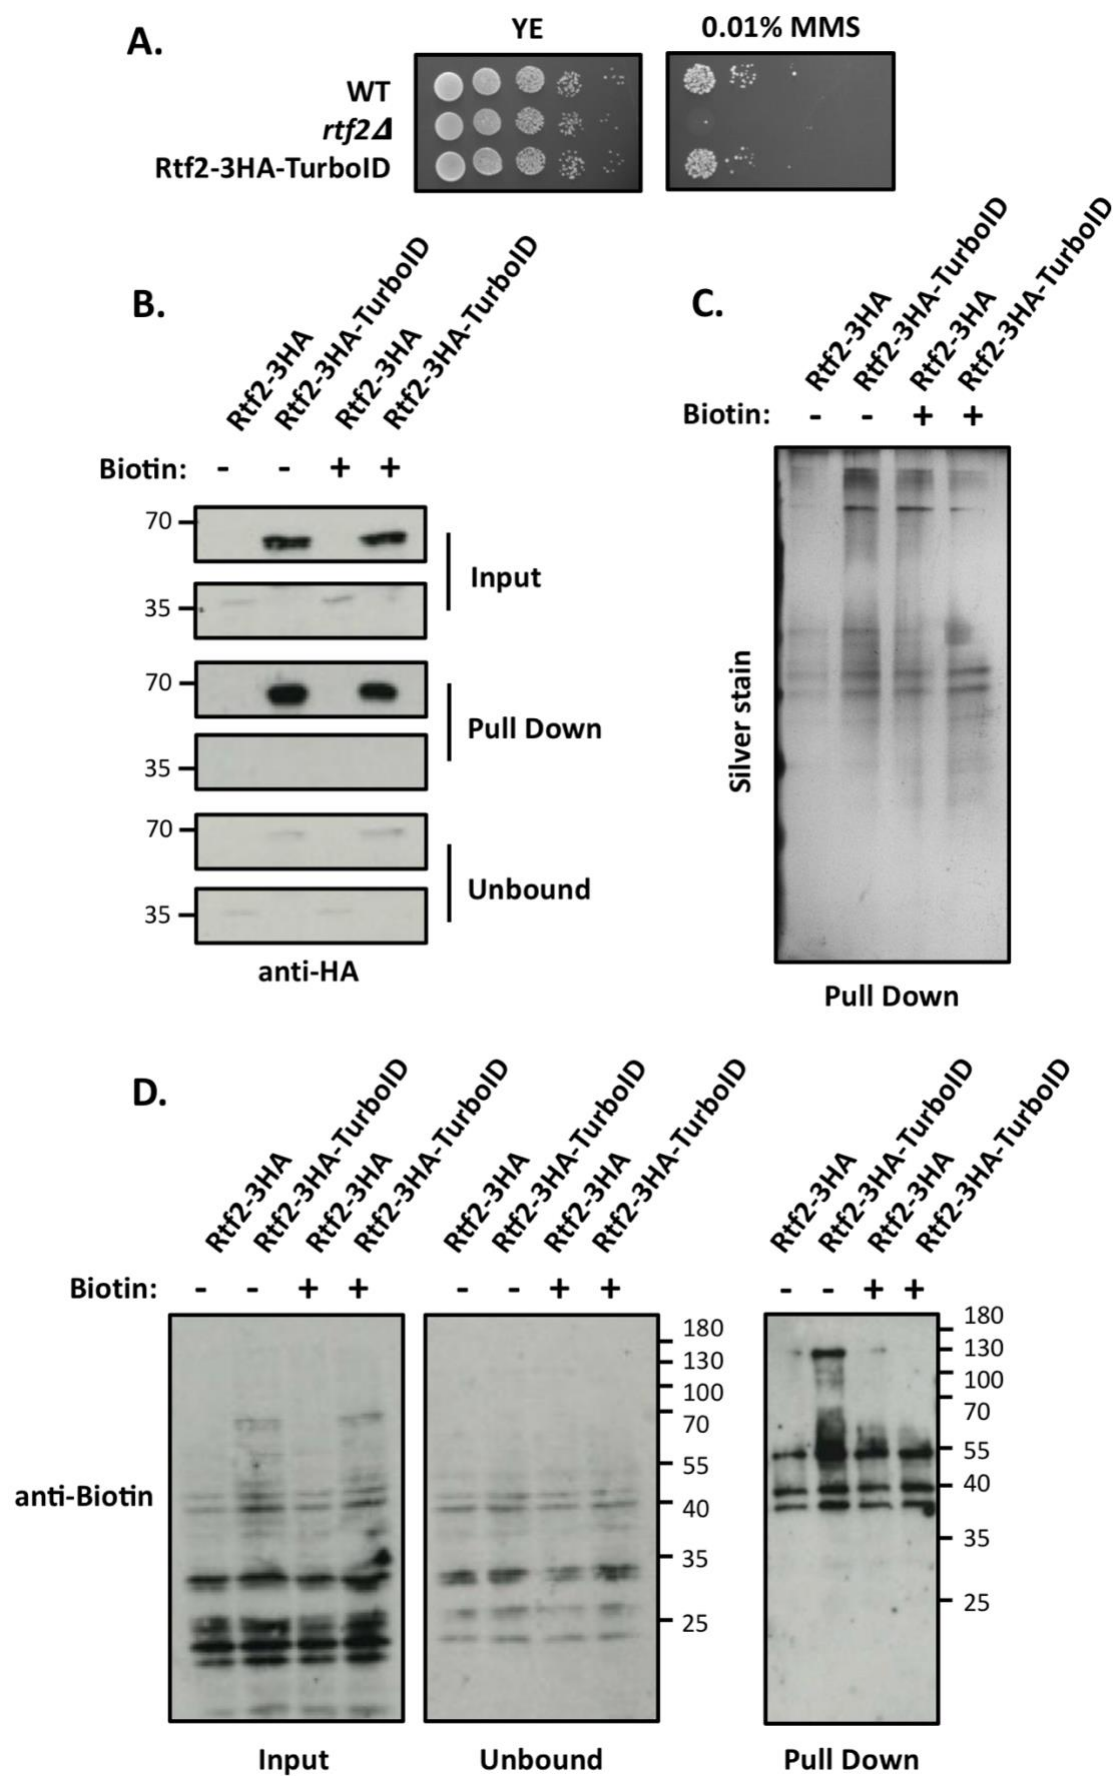 A.
YE
0.01% MMS
WT
rtf2Δ
Rtf2-3HA-TurboID
B.
Rtf2-3HA
Rtf2-3HA-TurboID
Rtf2-3HA
Rtf2-3HA-TurboID
Biotin: - - + +
70
35
Input
70
35
Pull Down
70
35
Unbound
anti-HA
C.
Rtf2-3HA
Rtf2-3HA-TurboID
Rtf2-3HA
Rtf2-3HA-TurboID
Biotin: - - + +
Silver stain
Pull Down
D.
Rtf2-3HA
Rtf2-3HA-TurboID
Rtf2-3HA
Rtf2-3HA-TurboID
Rtf2-3HA
Rtf2-3HA-TurboID
Rtf2-3HA
Rtf2-3HA-TurboID
Rtf2-3HA
Rtf2-3HA-TurboID
Rtf2-3HA
Rtf2-3HA-TurboID
Biotin: - - + + - - + + - - + +
anti-Biotin
180
130
100
70
55
40
35
25
180
130
100
70
55
40
35
25
Input
Unbound
Pull Down